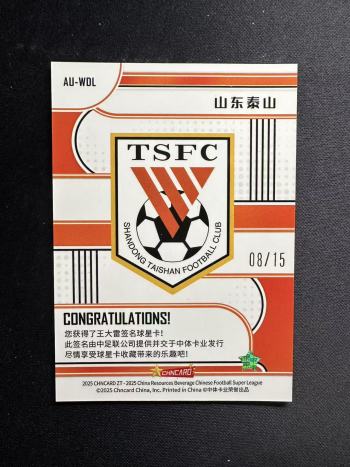 AU-WDL
山东泰山
TSFC
SHANDONG TAISHAN FOOTBALL CLUB
08/15
CONGRATULATIONS!
您获得了王大雷签名球星卡!
此签名由中足联公司提供并交于中体卡业发行
尽情享受球星卡收藏带来的乐趣吧!
CHNCARD
2025 CHNCARD ZT - 2025 China Resources Beverage Chinese Football Super League
©2025 Chncard China, Inc. Printed in China ©中体卡业荣誉出品